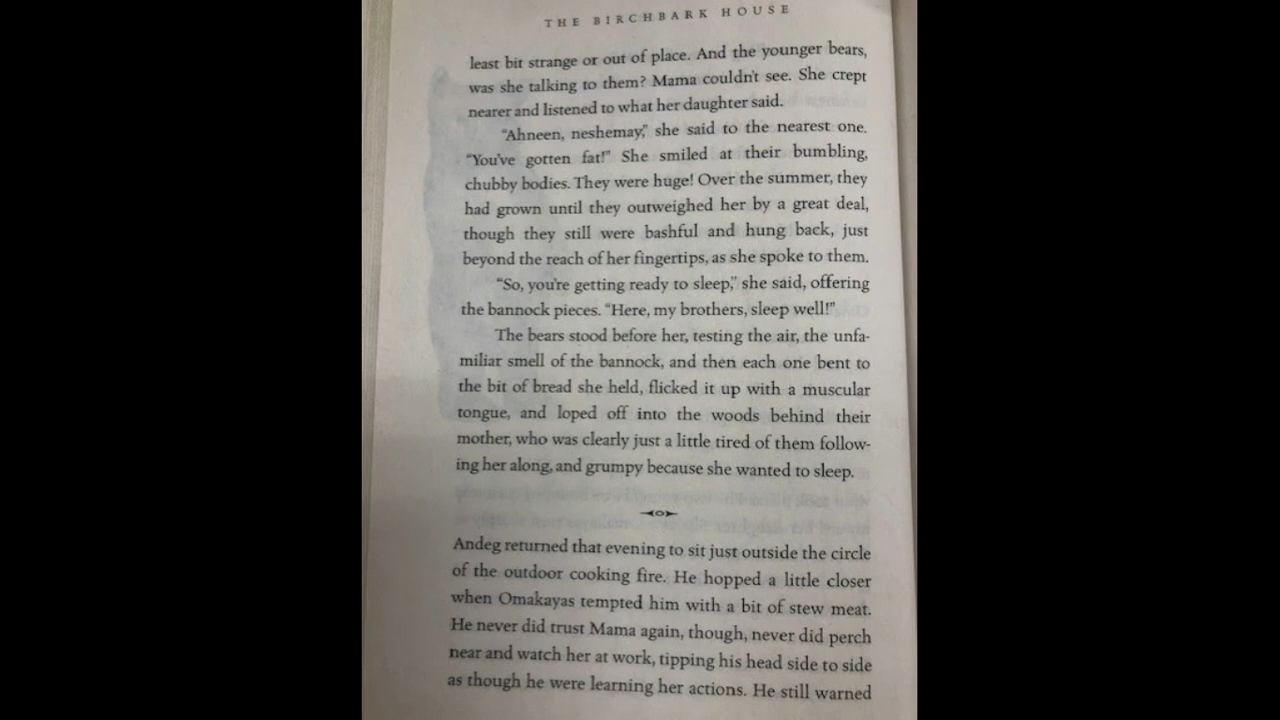 THE BIRCHBARK HOUSE
least bit strange or out of place. And the younger bears,
was she talking to them? Mama couldn't see. She crept
nearer and listened to what her daughter said.
"Ahneen, neshemay," she said to the nearest one.
"You've gotten fat!" She smiled at their bumbling,
chubby bodies. They were huge! Over the summer, they
had grown until they outweighed her by a great deal,
though they still were bashful and hung back, just
beyond the reach of her fingertips, as she spoke to them.
"So, you're getting ready to sleep," she said, offering
the bannock pieces. "Here, my brothers, sleep well!"
The bears stood before her, testing the air, the unfa-
miliar smell of the bannock, and then each one bent to
the bit of bread she held, flicked it up with a muscular
tongue, and loped off into the woods behind their
mother, who was clearly just a little tired of them follow-
ing her along, and grumpy because she wanted to sleep.
Andeg returned that evening to sit just outside the circle
of the outdoor cooking fire. He hopped a little closer
when Omakayas tempted him with a bit of stew meat.
He never did trust Mama again, though, never did perch
near and watch her at work, tipping his head side to side
as though he were learning her actions. He still warned